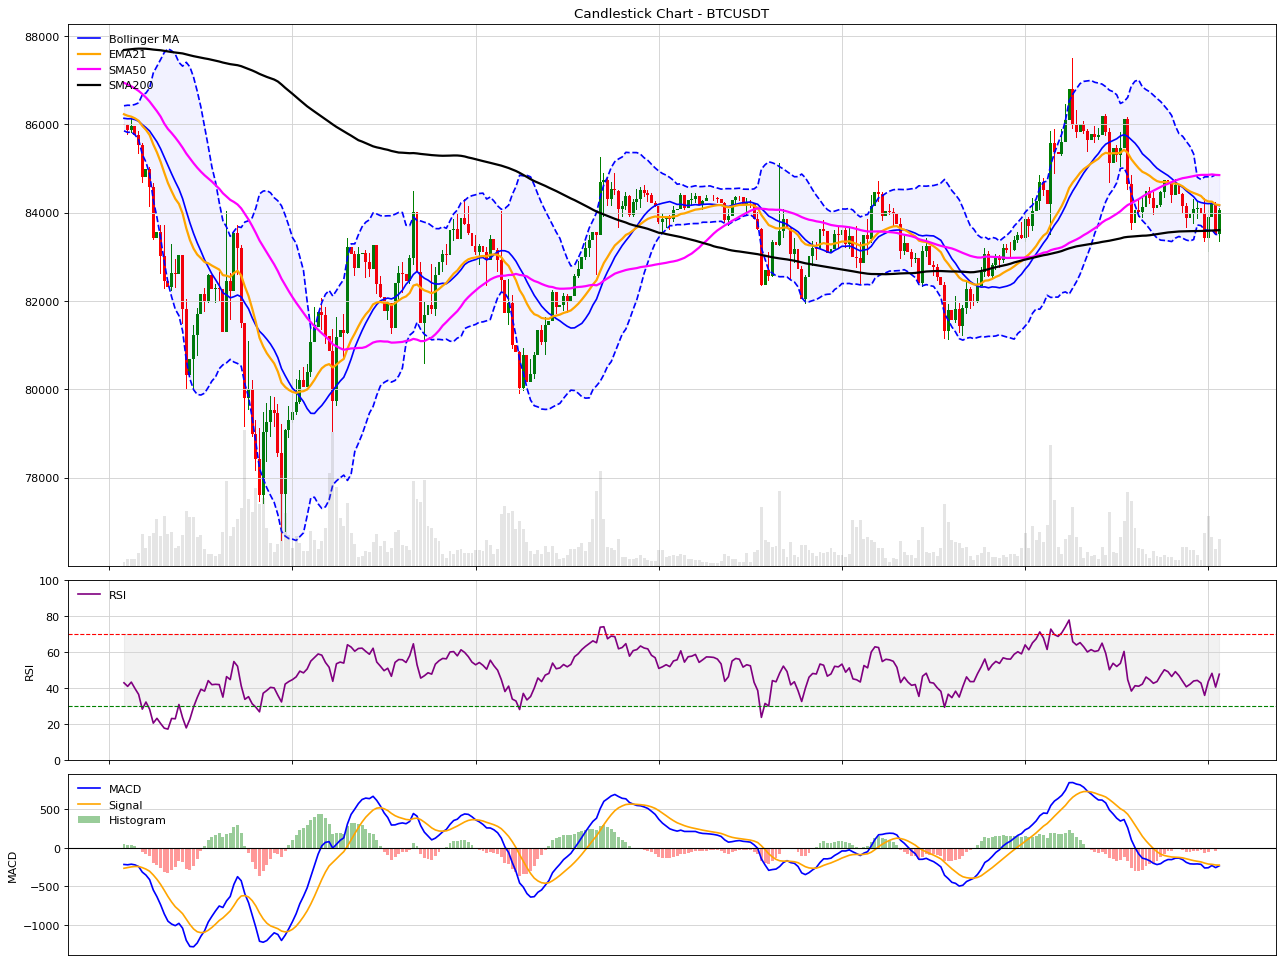 Candlestick Chart - BTCUSDT
88000
86000
84000
82000
80000
78000
Bollinger MA
EMA21
SMA50
SMA200
100
80
60
40
20
0
RSI
RSI
500
0
−500
−1000
MACD
MACD
Signal
Histogram